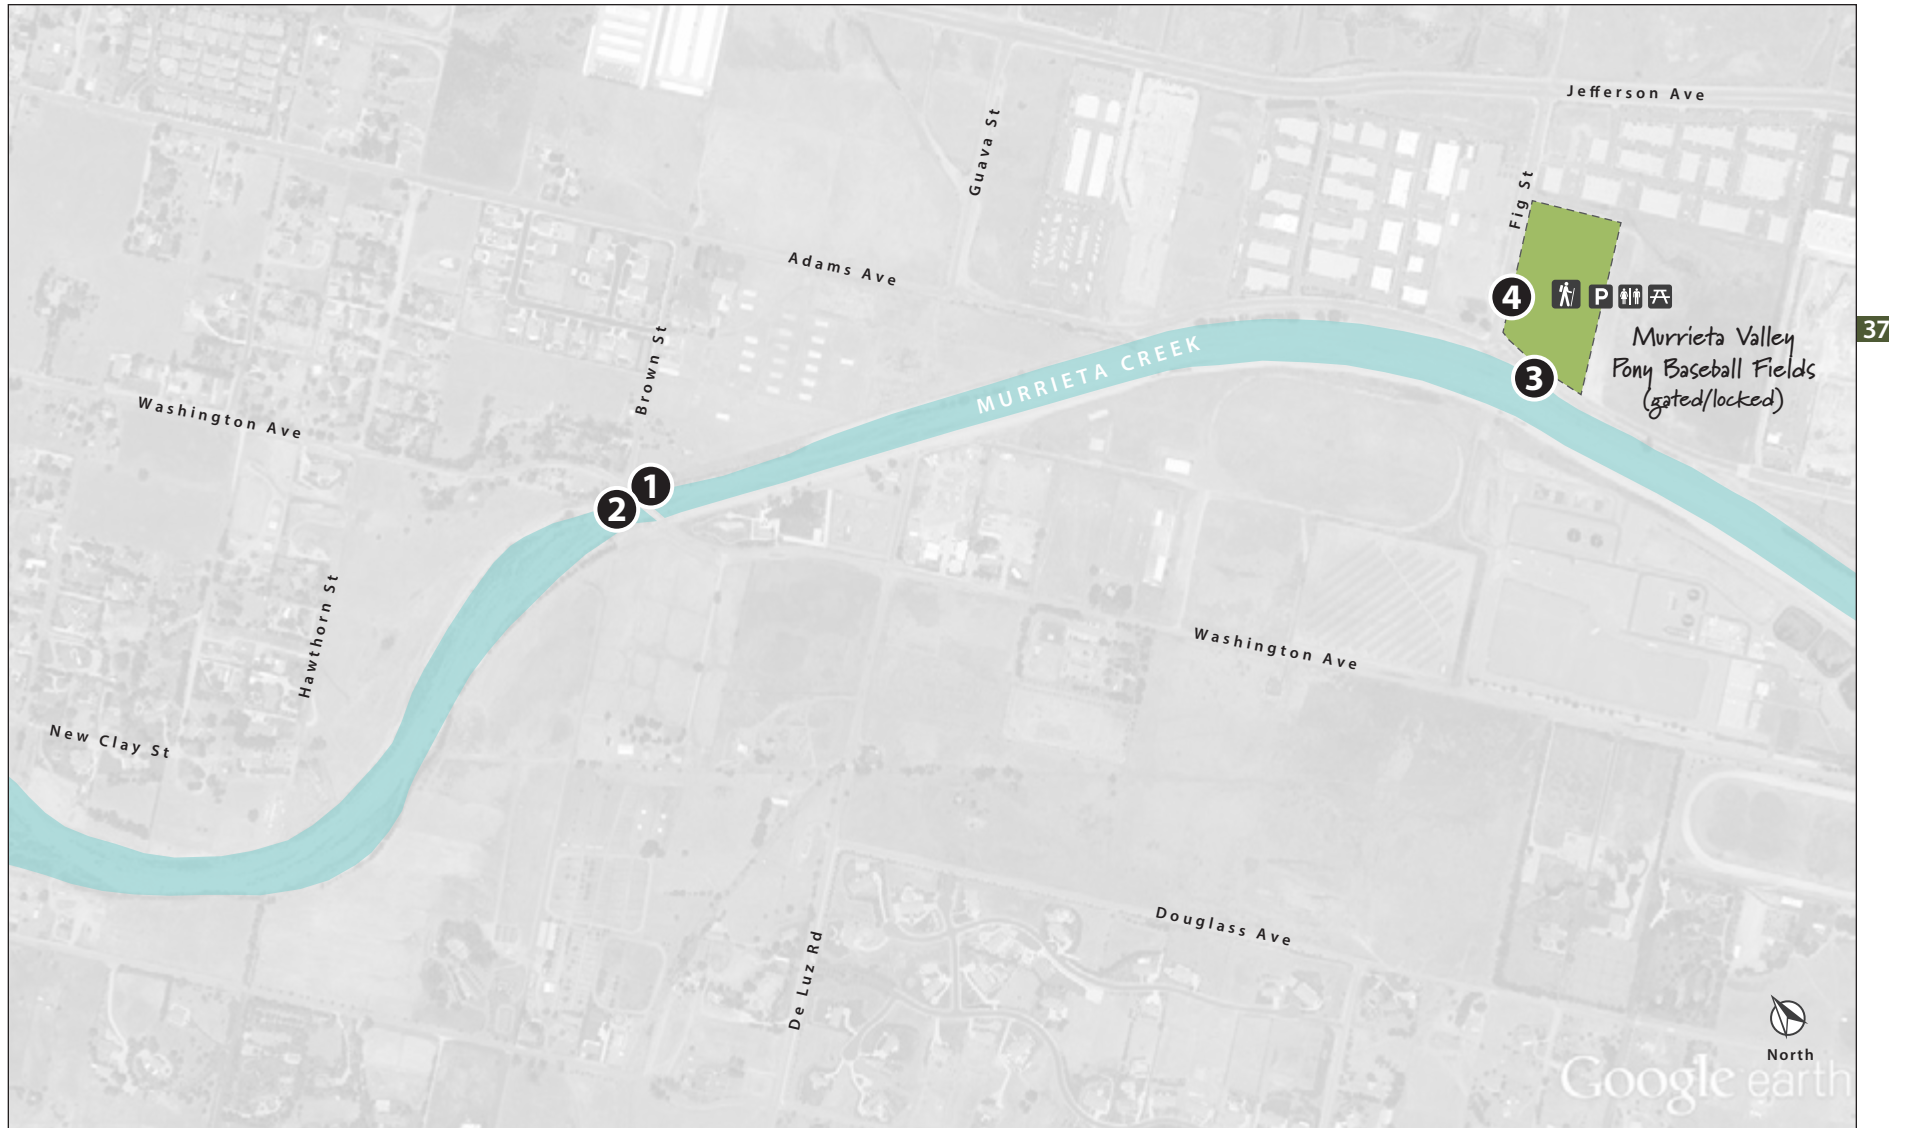 Jefferson Ave
Guava St
Fig St
Adams Ave
4
P
Murrieta Valley
Pony Baseball Fields
(gated/locked)
37
MURRIETA CREEK
3
Brown St
Washington Ave
1
2
Hawthorn St
Washington Ave
New Clay St
Douglass Ave
De Luz Rd
North
Google earth